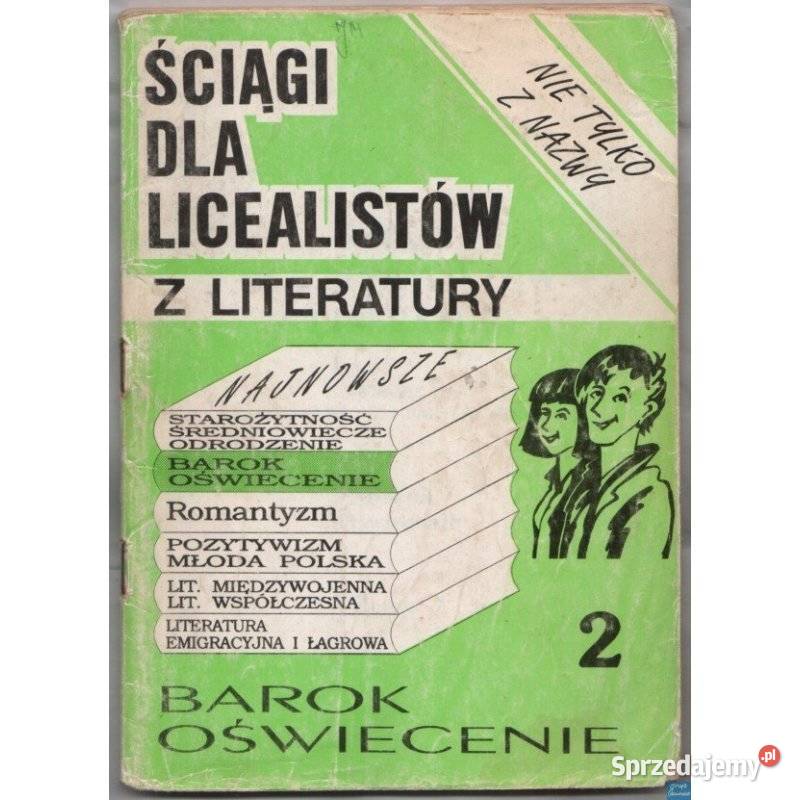 ŚCIĄGI
DLA
LICEALISTÓW
NIE TYLKO
Z NAZWY
Z LITERATURY
NAJNOWSZE
STAROŻYTNOŚĆ
ŚREDNIOWIECZE
ODRODZENIE
BAROK
OŚWIECENIE
Romantyzm
POZYTYWIZM
MŁODA POLSKA
LIT. MIĘDZYWOJENNA
LIT. WSPÓŁCZESNA
LITERATURA
EMIGRACYJNA I ŁAGROWA
2
BAROK
OŚWIECENIE
Sprzedajemy.pl